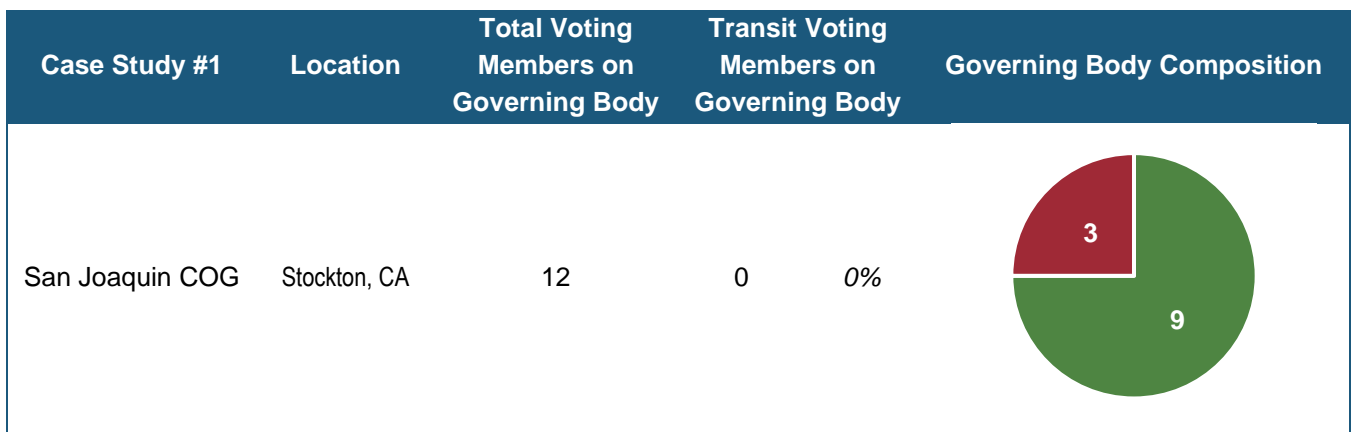 Case Study #1
Location
Total Voting
Members on
Governing Body
Transit Voting
Members on
Governing Body
Governing Body Composition
San Joaquin COG
Stockton, CA
12
0
0%
3
9